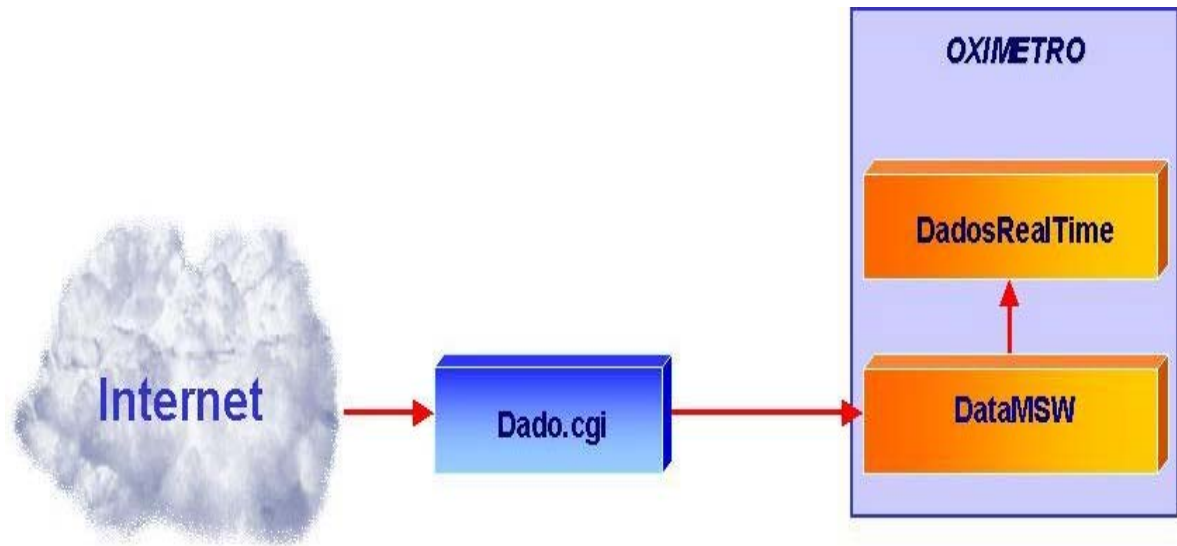 OXIMETRO
DadosRealTime
Internet
Dado.cgi
DataMSW